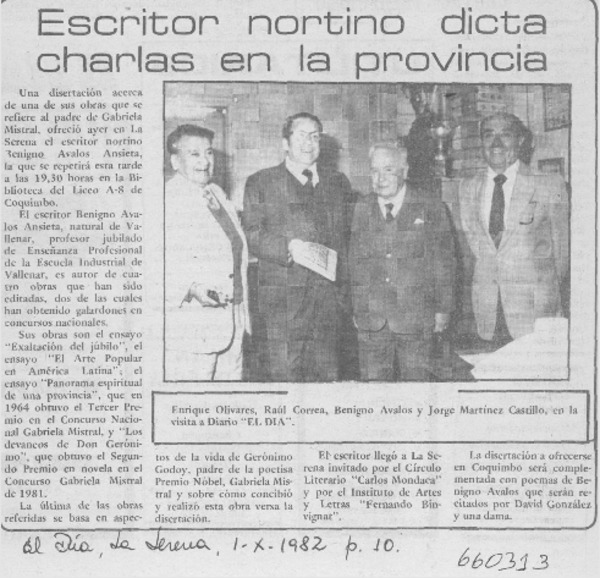 Escritor nortino dicta
charlas en la provincia
Una disertación acerca
de una de sus obras que se
refiere al padre de Gabriela
Mistral, ofreció ayer en La
Serena el escritor nortino
Benigno Avalos Ansieta,
la que se repetirá esta tarde
a las 19,30 horas en la Bi-
blioteca del Liceo A-8 de
Coquimbo.
El escritor Benigno Ava-
los Ansieta, natural de Va-
llenar, profesor jubilado
de Enseñanza Profesional
de la Escuela Industrial de
Vallenar, es autor de cua-
tro obras que han sido
editadas, dos de las cuales
han obtenido galardones en
concursos nacionales.
Sus obras son el ensayo
"Exaltación del júbilo", el
ensayo "El Arte Popular
en América Latina", el
ensayo "Panorama espiritual
de una provincia", que en
1964 obtuvo el Tercer Pre-
mio en el Concurso Nacio-
nal Gabriela Mistral, y "Los
devaneos de Don Geróni-
mo", que obtuvo el Segun-
do Premio en novela en el
Concurso Gabriela Mistral
de 1981.
La última de las obras
referidas se basa en aspec-
Enrique Olivares, Raúl Correa, Benigno Avalos y Jorge Martínez Castillo, en la
visita a Diario "EL DIA".
tos de la vida de Gerónimo
Godoy, padre de la poetisa
Premio Nóbel, Gabriela Mis-
tral y sobre cómo concibió
y realizó esta obra versa la
disertación.
El escritor llegó a La Se-
rena invitado por el Círculo
Literario "Carlos Mondaca"
y por el Instituto de Artes
y Letras "Fernando Bin-
vignat".
La disertación a ofrecerse
en Coquimbo será comple-
mentada con poemas de Be-
nigno Avalos que serán re-
citados por David González
y una dama.
El Día, La Serena, 1-X-1982 p. 10.
660313